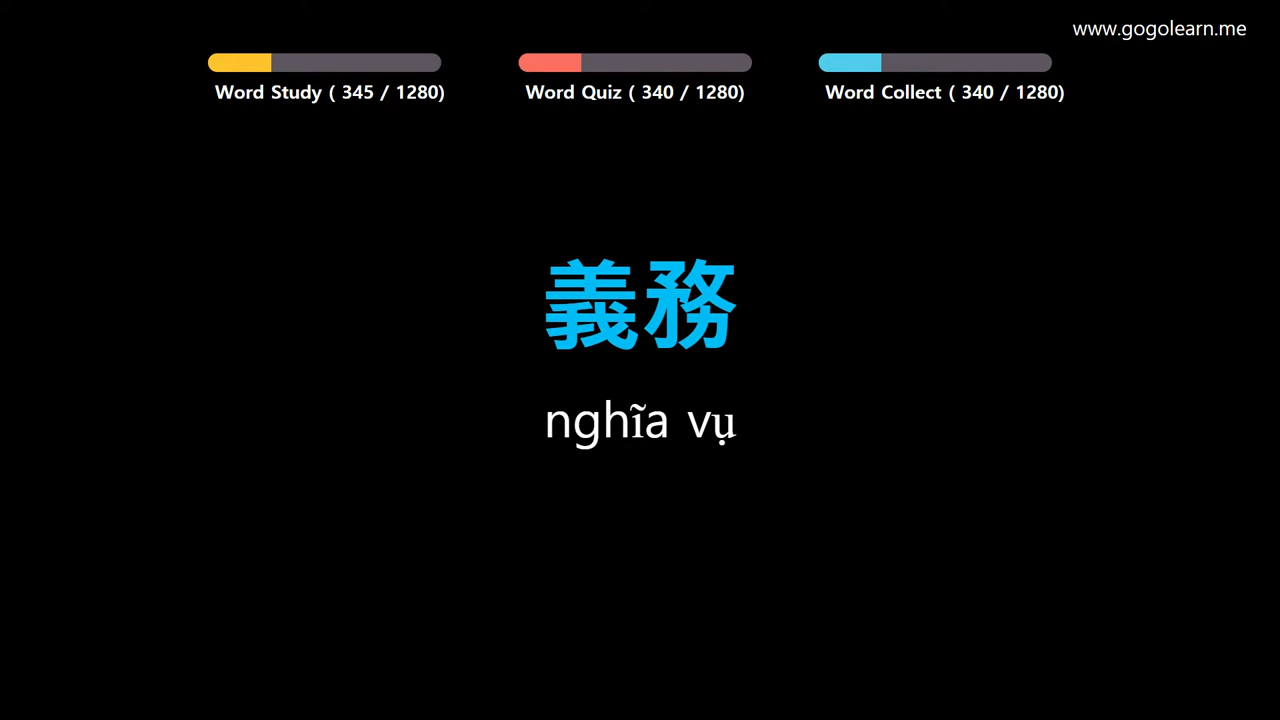 www.gogolearn.me
Word Study ( 345 / 1280)
Word Quiz ( 340 / 1280)
Word Collect ( 340 / 1280)
義務
nghĩa vụ